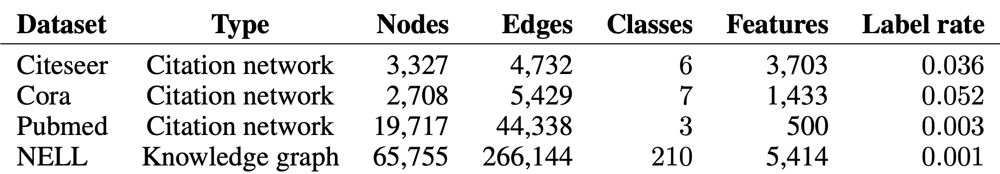 Dataset Type Nodes Edges Classes Features Label rate
Citeseer Citation network 3,327 4,732 6 3,703 0.036
Cora Citation network 2,708 5,429 7 1,433 0.052
Pubmed Citation network 19,717 44,338 3 500 0.003
NELL Knowledge graph 65,755 266,144 210 5,414 0.001